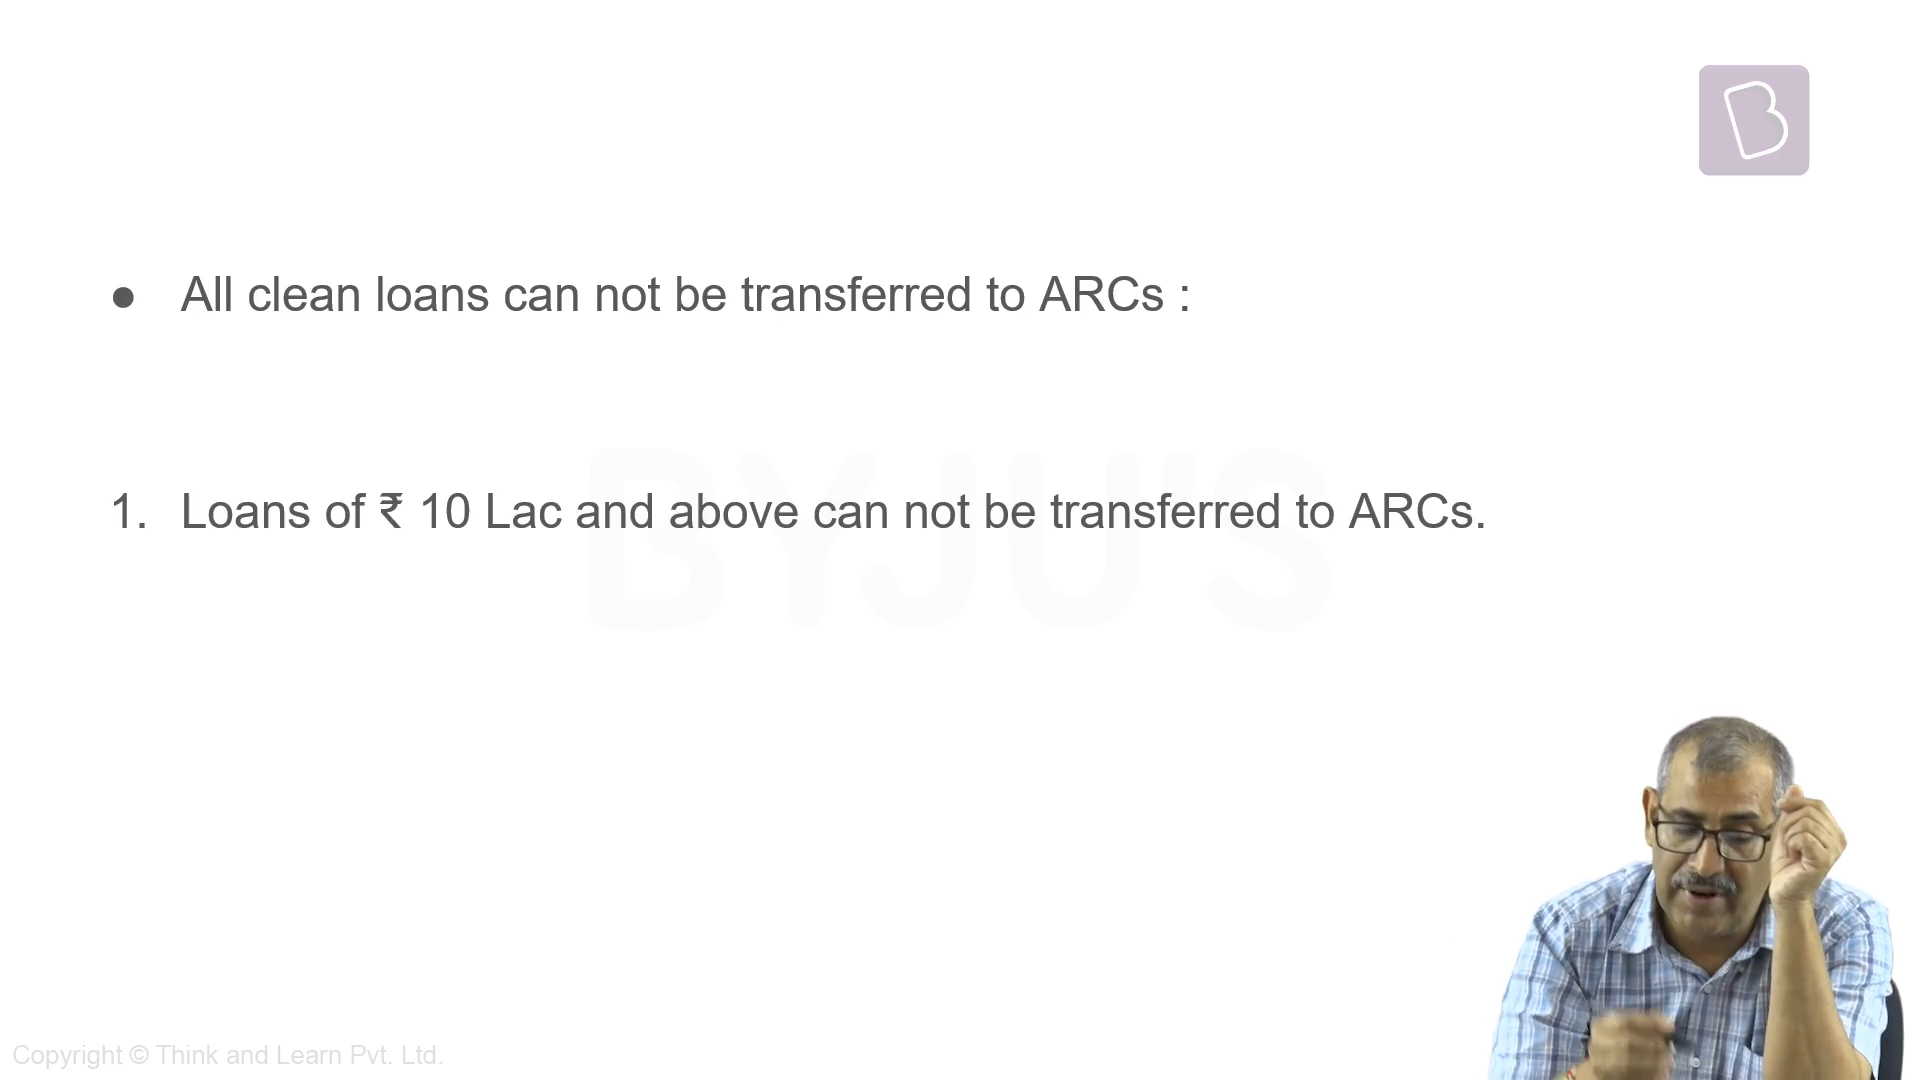 ● All clean loans can not be transferred to ARCs :
1. Loans of ₹ 10 Lac and above can not be transferred to ARCs.
BYJU'S
Copyright © Think and Learn Pvt. Ltd.